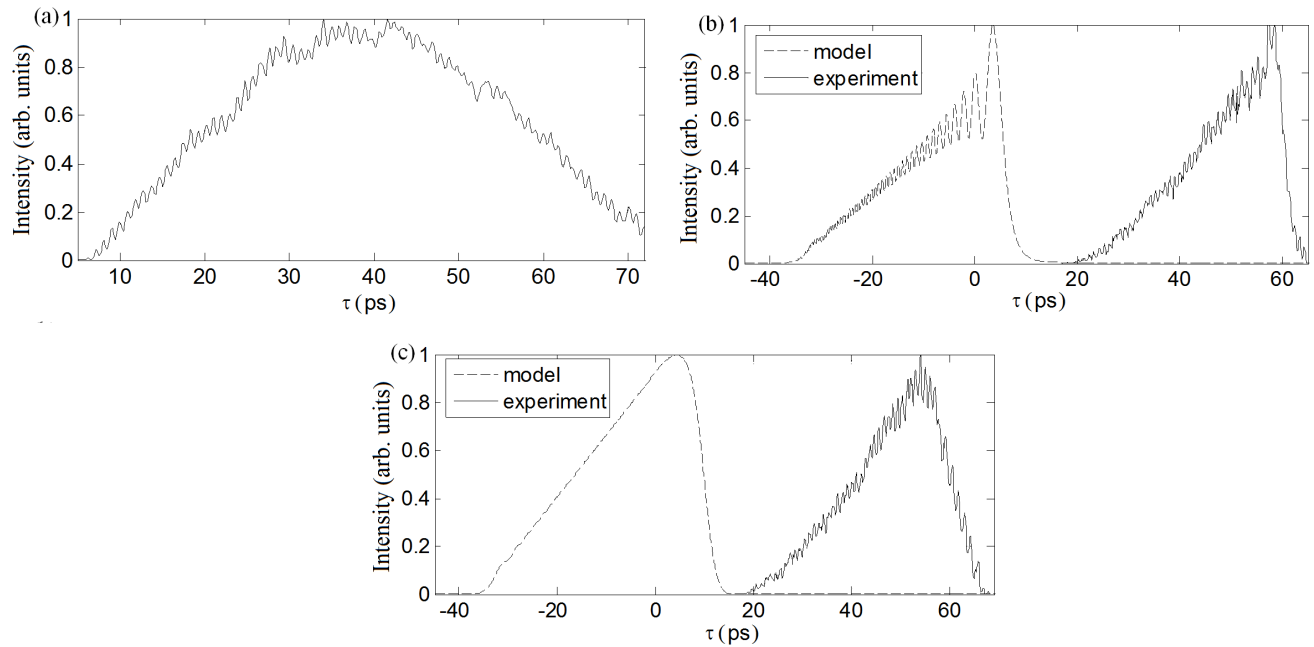 (a)
1
0.8
0.6
0.4
0.2
0
Intensity (arb. units)
10 20 30 40 50 60 70
τ (ps)
(b)
1
0.8
0.6
0.4
0.2
0
Intensity (arb. units)
model
experiment
-40 -20 0 20 40 60
τ (ps)
(c)
1
0.8
0.6
0.4
0.2
0
Intensity (arb. units)
model
experiment
-40 -20 0 20 40 60
τ (ps)